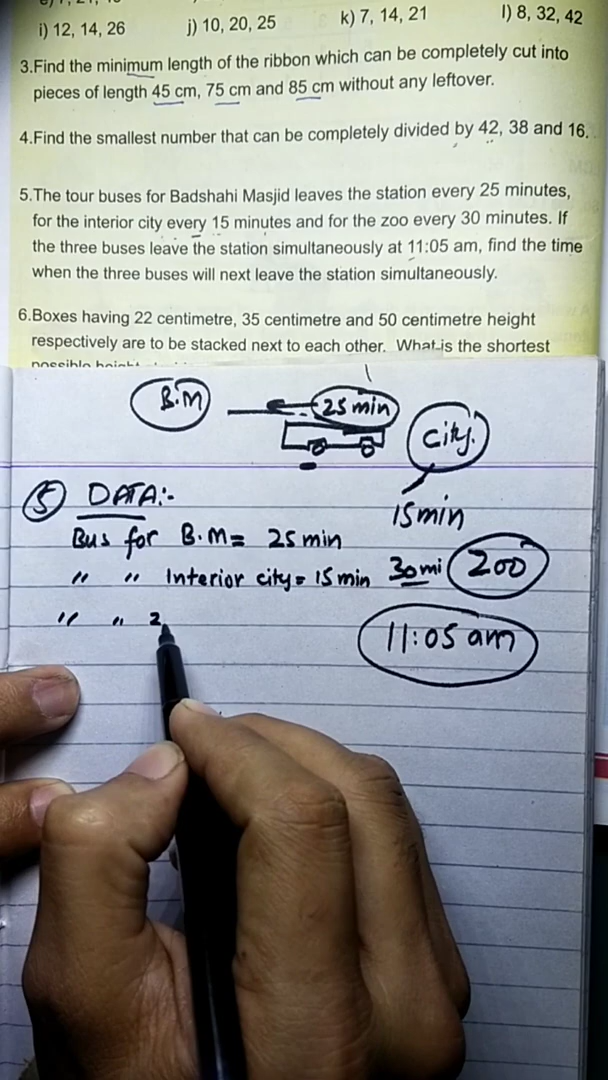 i) 12, 14, 26 j) 10, 20, 25 k) 7, 14, 21 l) 8, 32, 42
3.Find the minimum length of the ribbon which can be completely cut into
pieces of length 45 cm, 75 cm and 85 cm without any leftover.
4.Find the smallest number that can be completely divided by 42, 38 and 16.
5.The tour buses for Badshahi Masjid leaves the station every 25 minutes,
for the interior city every 15 minutes and for the zoo every 30 minutes. If
the three buses leave the station simultaneously at 11:05 am, find the time
when the three buses will next leave the station simultaneously.
6.Boxes having 22 centimetre, 35 centimetre and 50 centimetre height
respectively are to be stacked next to each other. What is the shortest
possible height
B.M 25 min
city.
15 min
5 DATA:-
Bus for B.M = 25 min
" " Interior city = 15 min 30 mi zoo
" " z
11:05 am